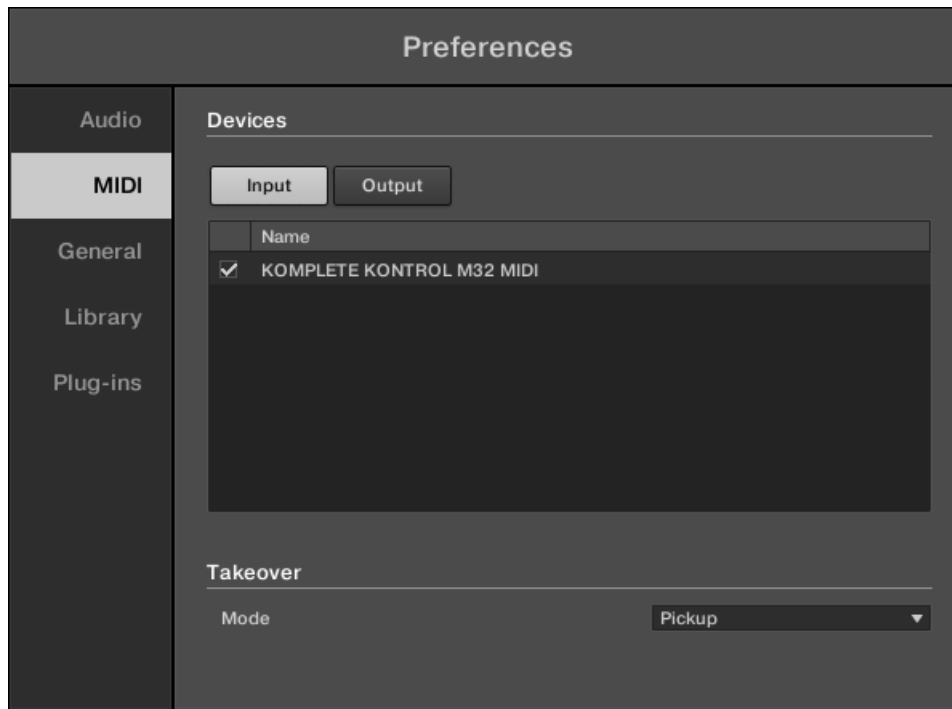 Preferences
Audio
MIDI
General
Library
Plug-ins
Devices
Input Output
Name
KOMPLETE KONTROL M32 MIDI
Takeover
Mode Pickup